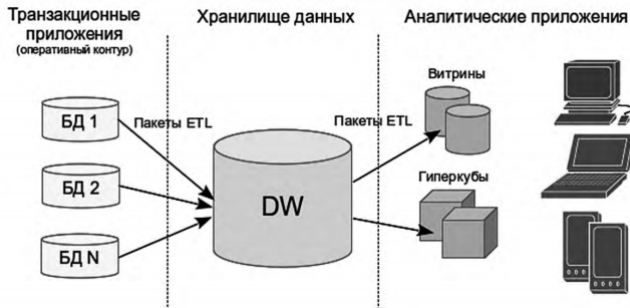 Транзакционные
приложения
(оперативный контур)
Хранилище данных
Аналитические приложения
БД 1
БД 2
БД N
Пакеты ETL
DW
Пакеты ETL
Витрины
Гиперкубы